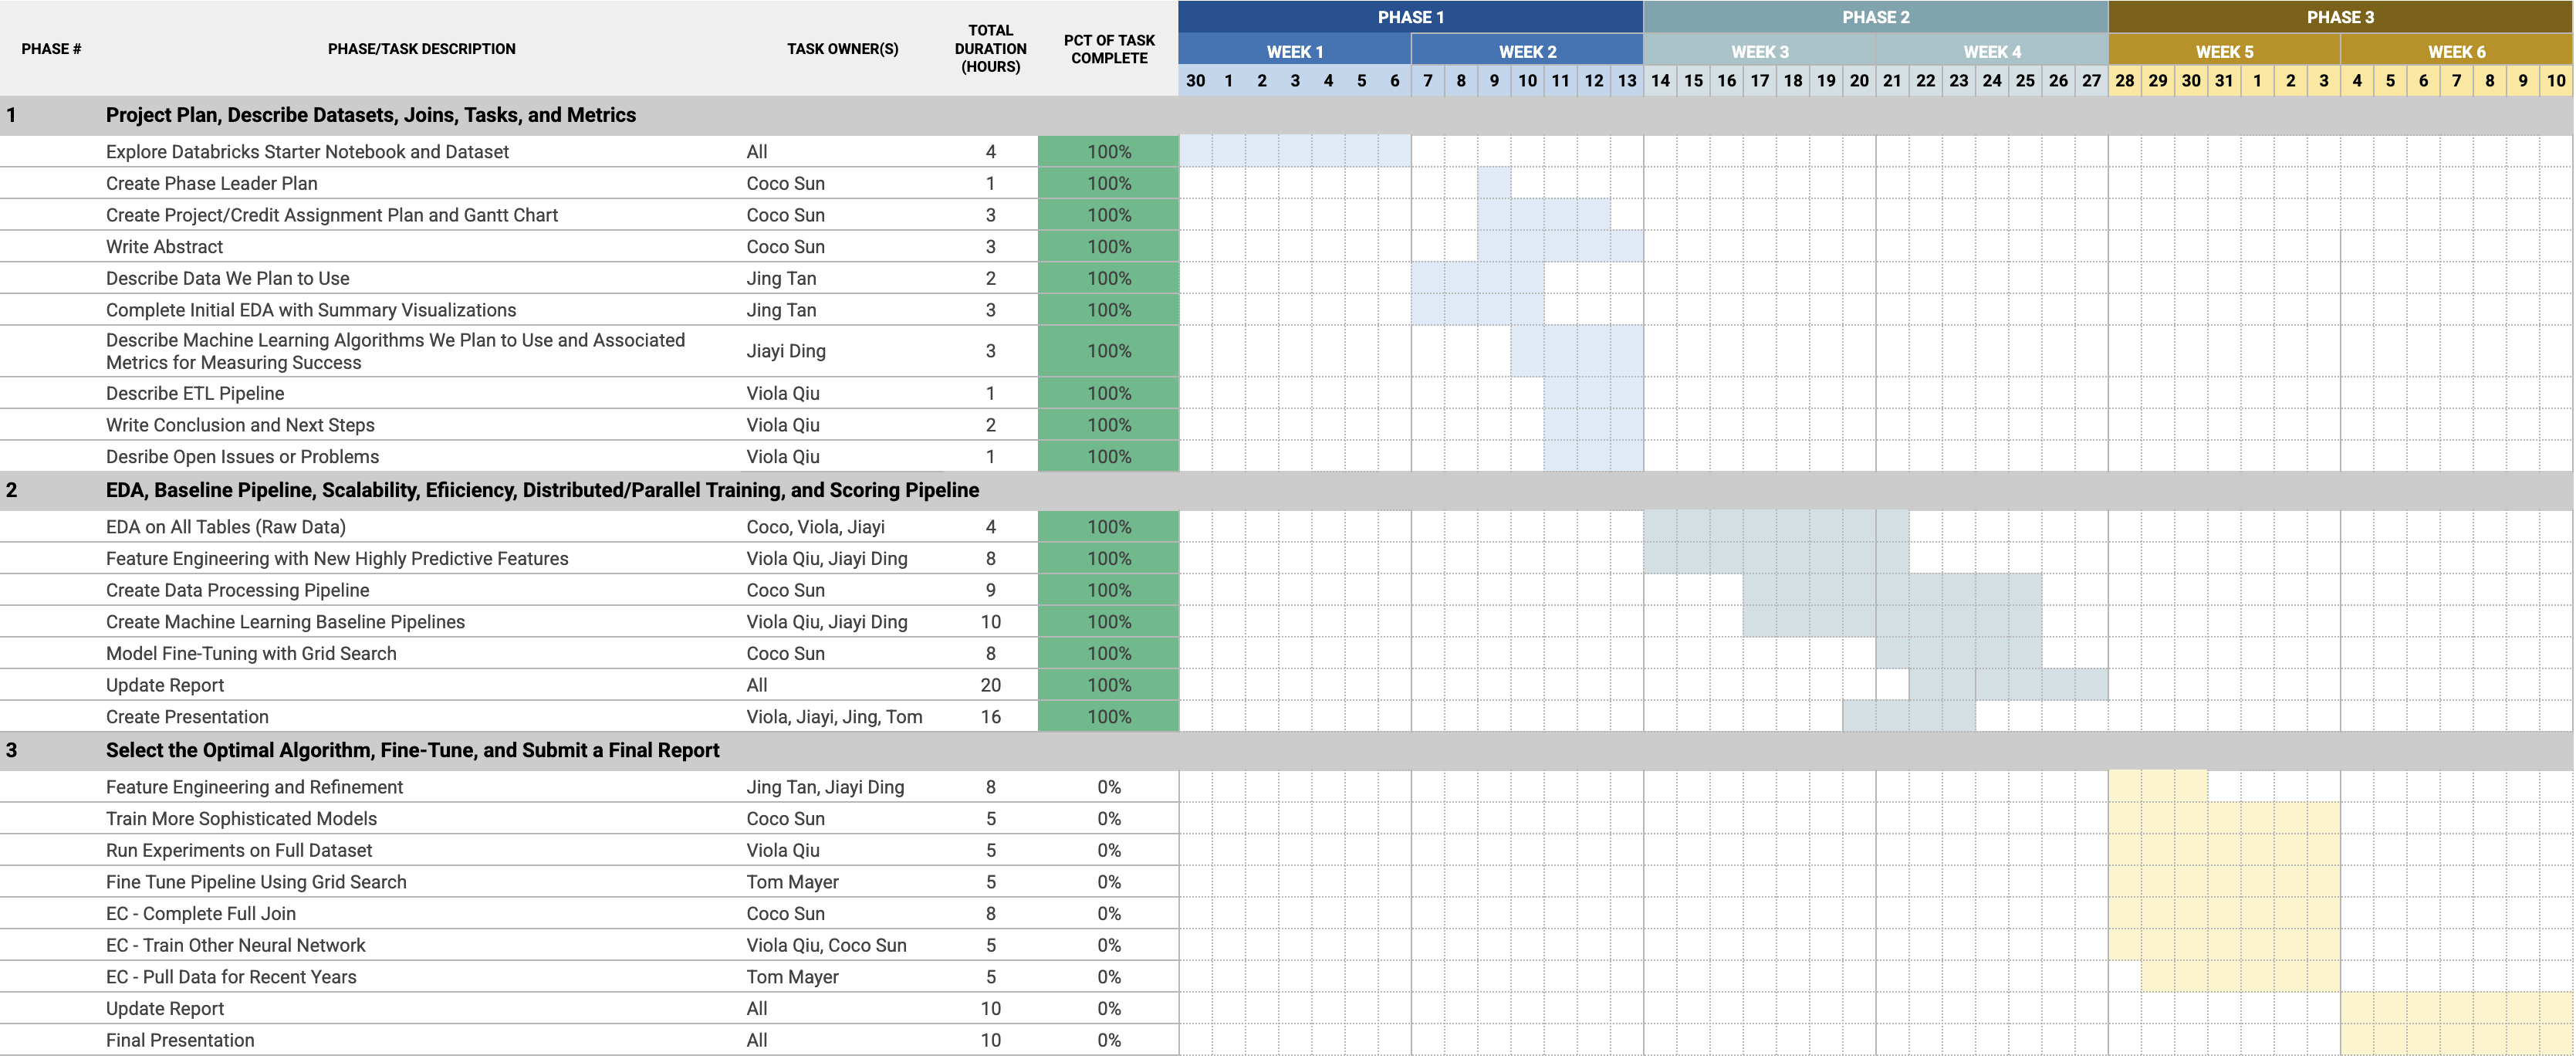 PHASE # PHASE/TASK DESCRIPTION TASK OWNER(S) TOTAL DURATION (HOURS) PCT OF TASK COMPLETE PHASE 1 PHASE 2 PHASE 3
WEEK 1 WEEK 2 WEEK 3 WEEK 4 WEEK 5 WEEK 6
30 1 2 3 4 5 6 7 8 9 10 11 12 13 14 15 16 17 18 19 20 21 22 23 24 25 26 27 28 29 30 31 1 2 3 4 5 6 7 8 9 10
1 Project Plan, Describe Datasets, Joins, Tasks, and Metrics
Explore Databricks Starter Notebook and Dataset All 4 100%
Create Phase Leader Plan Coco Sun 1 100%
Create Project/Credit Assignment Plan and Gantt Chart Coco Sun 3 100%
Write Abstract Coco Sun 3 100%
Describe Data We Plan to Use Jing Tan 2 100%
Complete Initial EDA with Summary Visualizations Jing Tan 3 100%
Describe Machine Learning Algorithms We Plan to Use and Associated
Metrics for Measuring Success Jiayi Ding 3 100%
Describe ETL Pipeline Viola Qiu 1 100%
Write Conclusion and Next Steps Viola Qiu 2 100%
Desribe Open Issues or Problems Viola Qiu 1 100%
2 EDA, Baseline Pipeline, Scalability, Efiiciency, Distributed/Parallel Training, and Scoring Pipeline
EDA on All Tables (Raw Data) Coco, Viola, Jiayi 4 100%
Feature Engineering with New Highly Predictive Features Viola Qiu, Jiayi Ding 8 100%
Create Data Processing Pipeline Coco Sun 9 100%
Create Machine Learning Baseline Pipelines Viola Qiu, Jiayi Ding 10 100%
Model Fine-Tuning with Grid Search Coco Sun 8 100%
Update Report All 20 100%
Create Presentation Viola, Jiayi, Jing, Tom 16 100%
3 Select the Optimal Algorithm, Fine-Tune, and Submit a Final Report
Feature Engineering and Refinement Jing Tan, Jiayi Ding 8 0%
Train More Sophisticated Models Coco Sun 5 0%
Run Experiments on Full Dataset Viola Qiu 5 0%
Fine Tune Pipeline Using Grid Search Tom Mayer 5 0%
EC - Complete Full Join Coco Sun 8 0%
EC - Train Other Neural Network Viola Qiu, Coco Sun 5 0%
EC - Pull Data for Recent Years Tom Mayer 5 0%
Update Report All 10 0%
Final Presentation All 10 0%